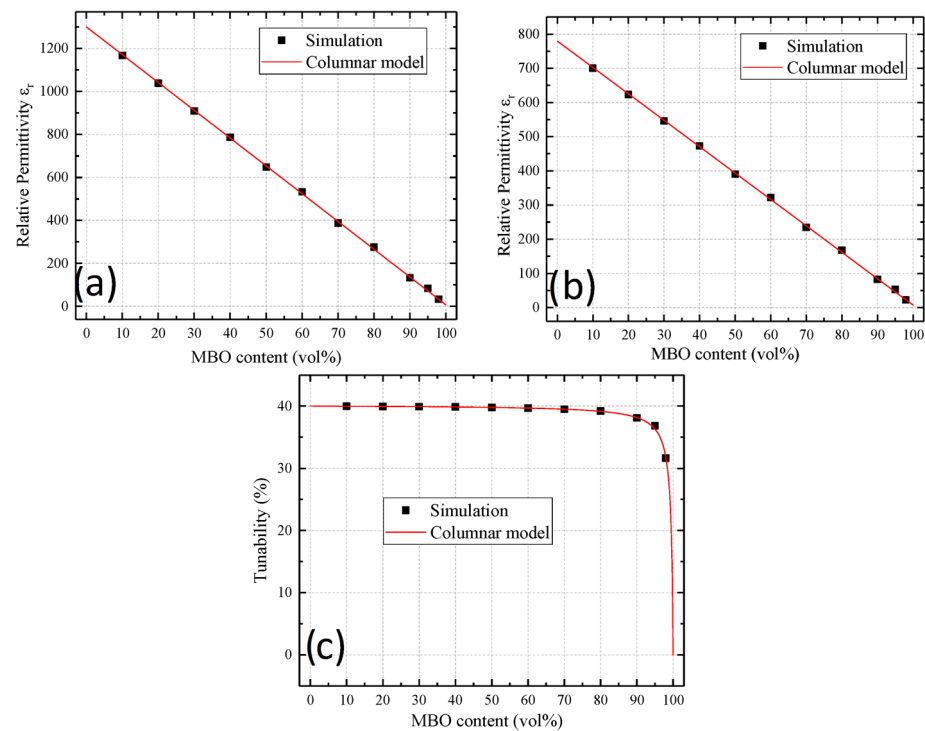 1200
1000
800
600
400
200
0
Relative Permittivity εr
Simulation
Columnar model
(a)
0 10 20 30 40 50 60 70 80 90 100
MBO content (vol%)
800
700
600
500
400
300
200
100
0
Relative Permittivity εr
Simulation
Columnar model
(b)
0 10 20 30 40 50 60 70 80 90 100
MBO content (vol%)
40
30
40
10
0
Tunability (%)
Simulation
Columnar model
(c)
0 10 20 30 40 50 60 70 80 90 100
MBO content (vol%)